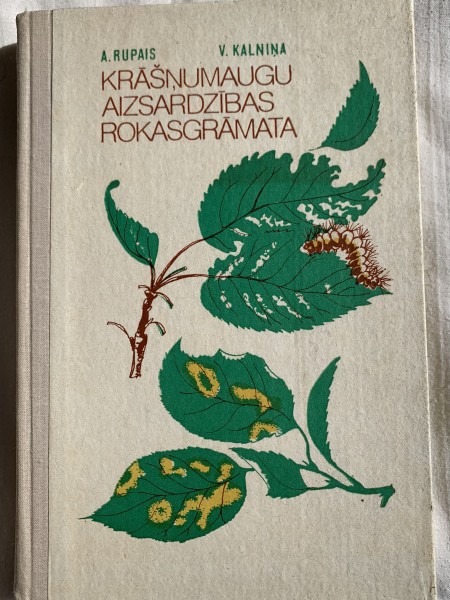 A. RUPAIS V. KALNIŅA
KRĀŠŅUMAUGU
AIZSARDZĪBAS
ROKASGRĀMATA